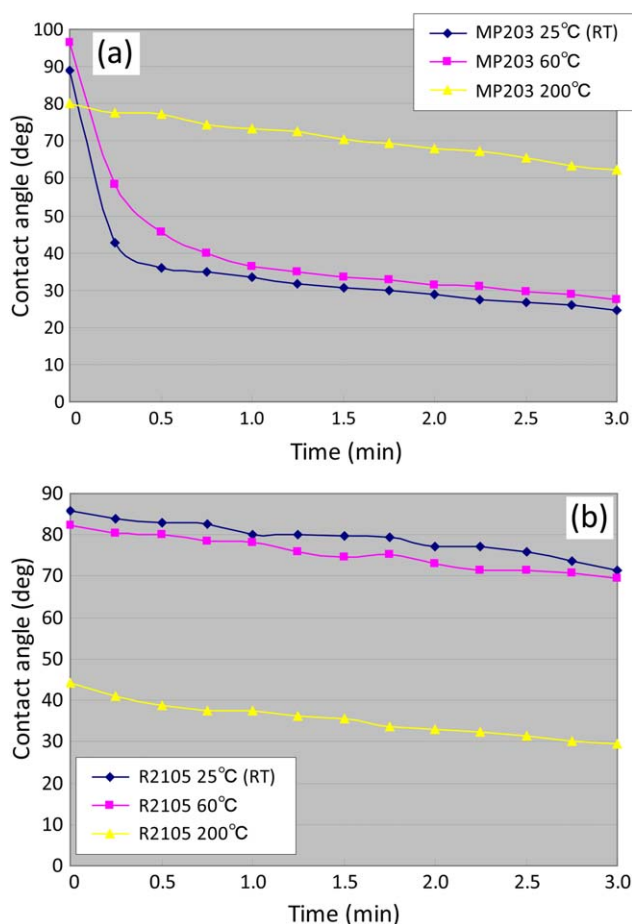 (a)
MP203 25℃ (RT)
MP203 60℃
MP203 200℃
Contact angle (deg)
100
90
80
70
60
50
40
30
20
10
0
0 0.5 1.0 1.5 2.0 2.5 3.0
Time (min)
(b)
Contact angle (deg)
90
80
70
60
50
40
30
20
10
0
R2105 25℃ (RT)
R2105 60℃
R2105 200℃
0 0.5 1.0 1.5 2.0 2.5 3.0
Time (min)